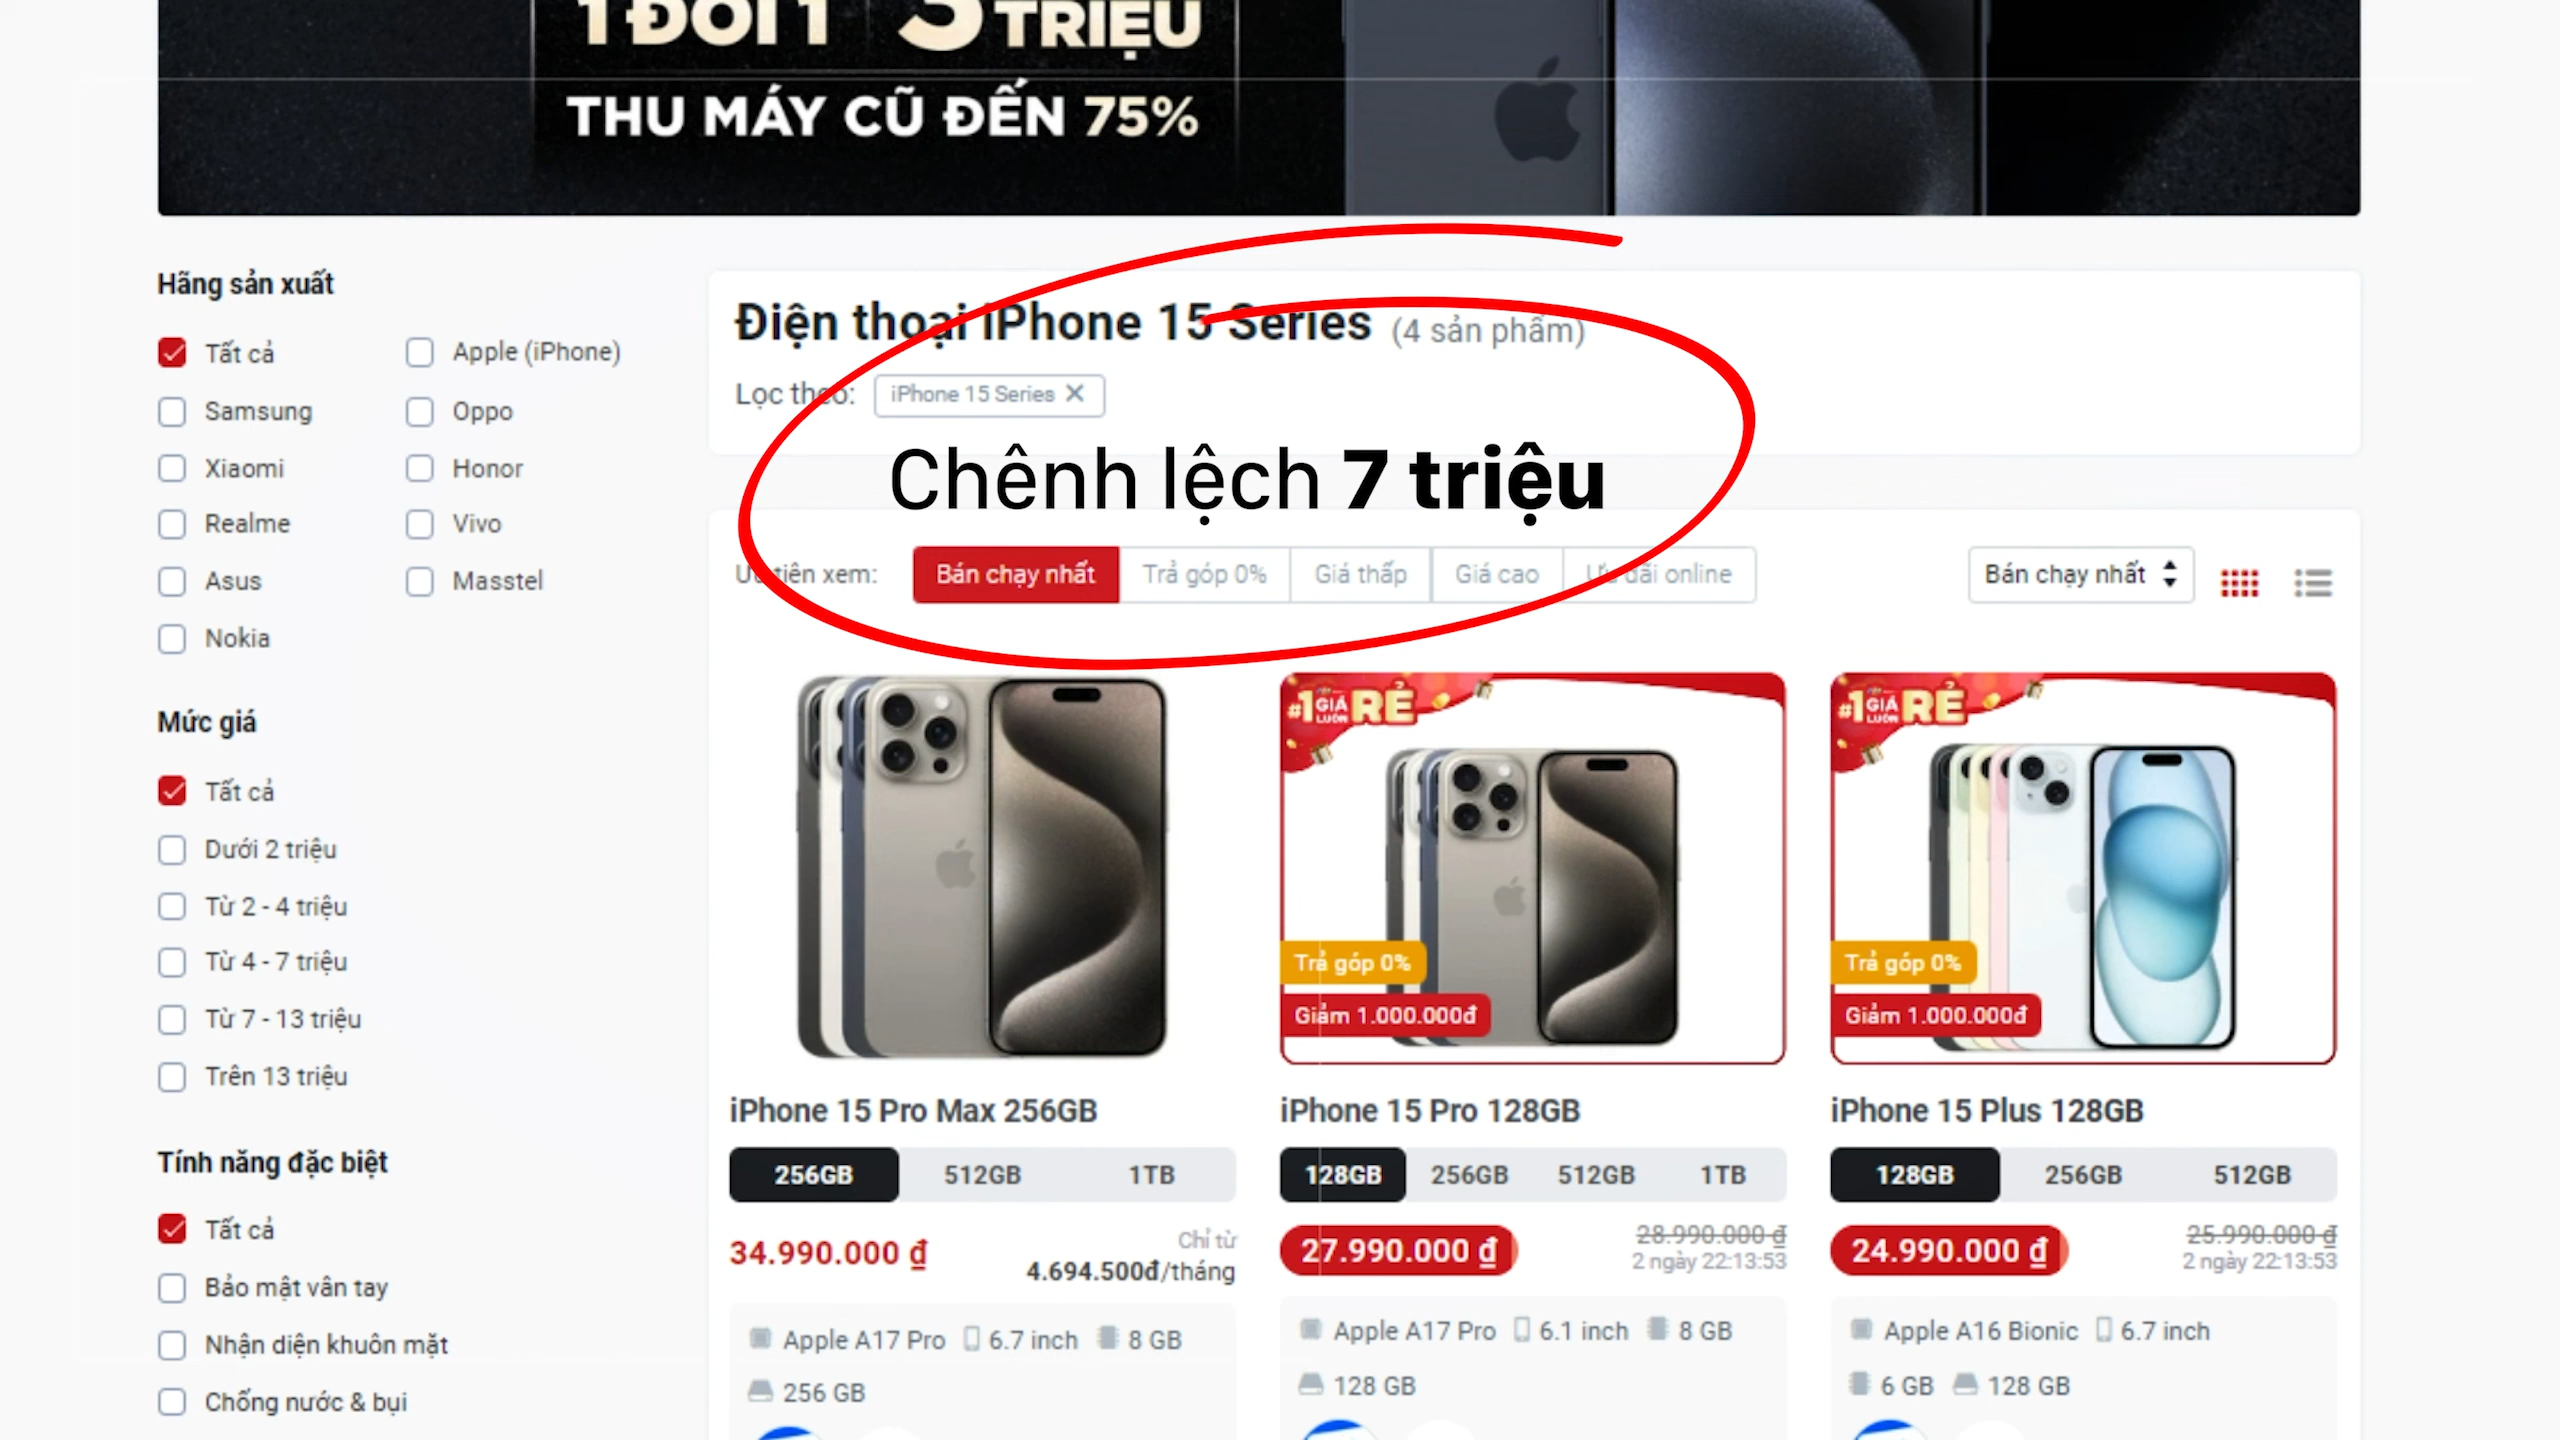 1 ĐỔI 1 3 TRIỆU
THU MÁY CŨ ĐẾN 75%
Hãng sản xuất
Tất cả Apple (iPhone)
Samsung Oppo
Xiaomi Honor
Realme Vivo
Asus Masstel
Nokia
Mức giá
Tất cả
Dưới 2 triệu
Từ 2 - 4 triệu
Từ 4 - 7 triệu
Từ 7 - 13 triệu
Trên 13 triệu
Tính năng đặc biệt
Tất cả
Bảo mật vân tay
Nhận diện khuôn mặt
Chống nước & bụi
Điện thoại iPhone 15 Series (4 sản phẩm)
Lọc theo: iPhone 15 Series ✕
Chênh lệch 7 triệu
Ưu tiên xem: Bán chạy nhất Trả góp 0% Giá thấp Giá cao Ưu đãi online Bán chạy nhất
iPhone 15 Pro Max 256GB
256GB 512GB 1TB
34.990.000 ₫
Chỉ từ
4.694.500đ/tháng
Apple A17 Pro 6.7 inch 8 GB
256 GB
#1 GIÁ LUÔN RẺ
Trả góp 0%
Giảm 1.000.000đ
iPhone 15 Pro 128GB
128GB 256GB 512GB 1TB
27.990.000 ₫
28.990.000 ₫
2 ngày 22:13:53
Apple A17 Pro 6.1 inch 8 GB
128 GB
#1 GIÁ LUÔN RẺ
Trả góp 0%
Giảm 1.000.000đ
iPhone 15 Plus 128GB
128GB 256GB 512GB
24.990.000 ₫
25.990.000 ₫
2 ngày 22:13:53
Apple A16 Bionic 6.7 inch
6 GB 128 GB